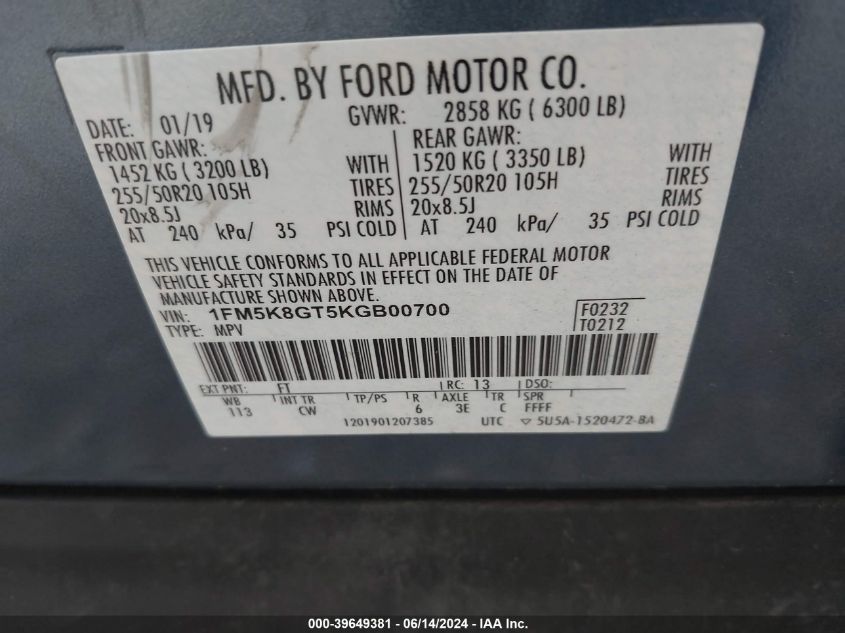 MFD. BY FORD MOTOR CO.
DATE: 01/19 GVWR: 2858 KG ( 6300 LB)
FRONT GAWR: REAR GAWR:
1452 KG ( 3200 LB) WITH 1520 KG ( 3350 LB) WITH
255/50R20 105H TIRES 255/50R20 105H TIRES
20x8.5J RIMS 20x8.5J RIMS
AT 240 kPa/ 35 PSI COLD AT 240 kPa/ 35 PSI COLD
THIS VEHICLE CONFORMS TO ALL APPLICABLE FEDERAL MOTOR
VEHICLE SAFETY STANDARDS IN EFFECT ON THE DATE OF
MANUFACTURE SHOWN ABOVE.
VIN: 1FM5K8GT5KGB00700 F0232
TYPE: MPV T0212
EXT PNT: FT RC: 13 DSO:
WB INT TR TP/PS R AXLE TR SPR
113 CW 6 3E C FFFF
1201901207385 UTC ▽ 5U5A-1520472-BA
000-39649381 - 06/14/2024 - IAA Inc.